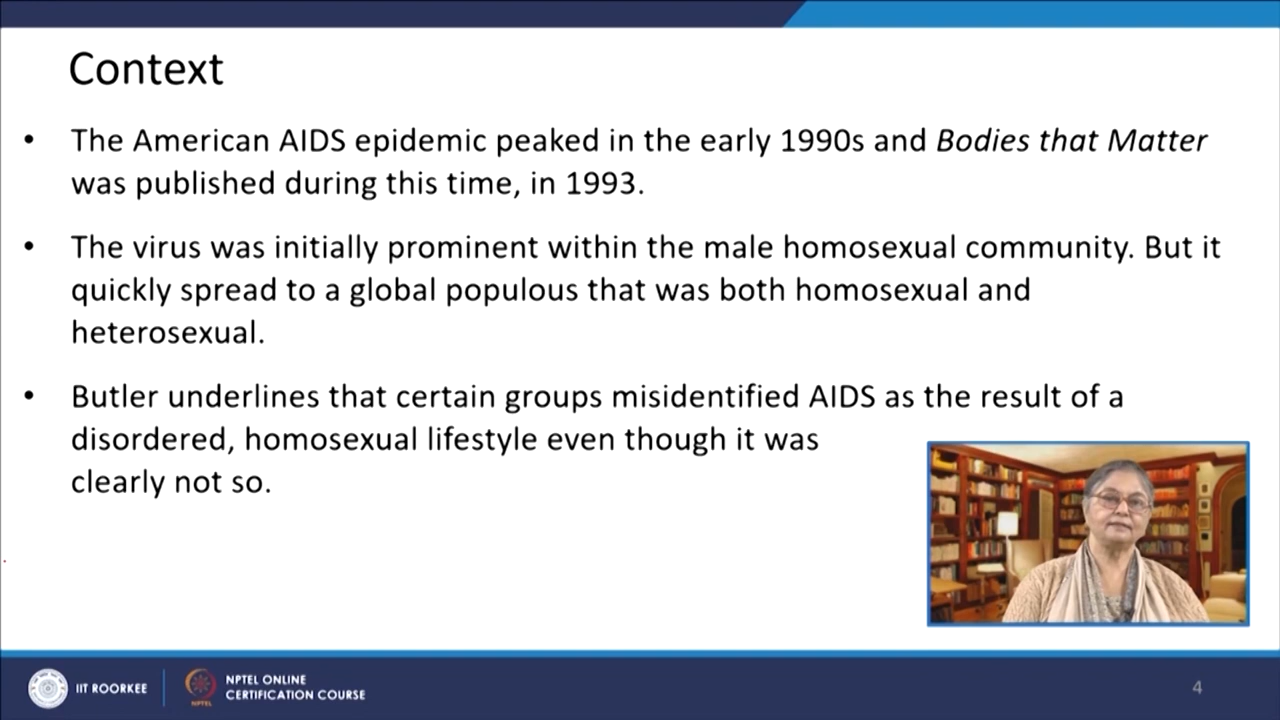 Context
• The American AIDS epidemic peaked in the early 1990s and Bodies that Matter
was published during this time, in 1993.
• The virus was initially prominent within the male homosexual community. But it
quickly spread to a global populous that was both homosexual and
heterosexual.
• Butler underlines that certain groups misidentified AIDS as the result of a
disordered, homosexual lifestyle even though it was
clearly not so.
IIT ROORKEE
NPTEL
NPTEL ONLINE
CERTIFICATION COURSE
4